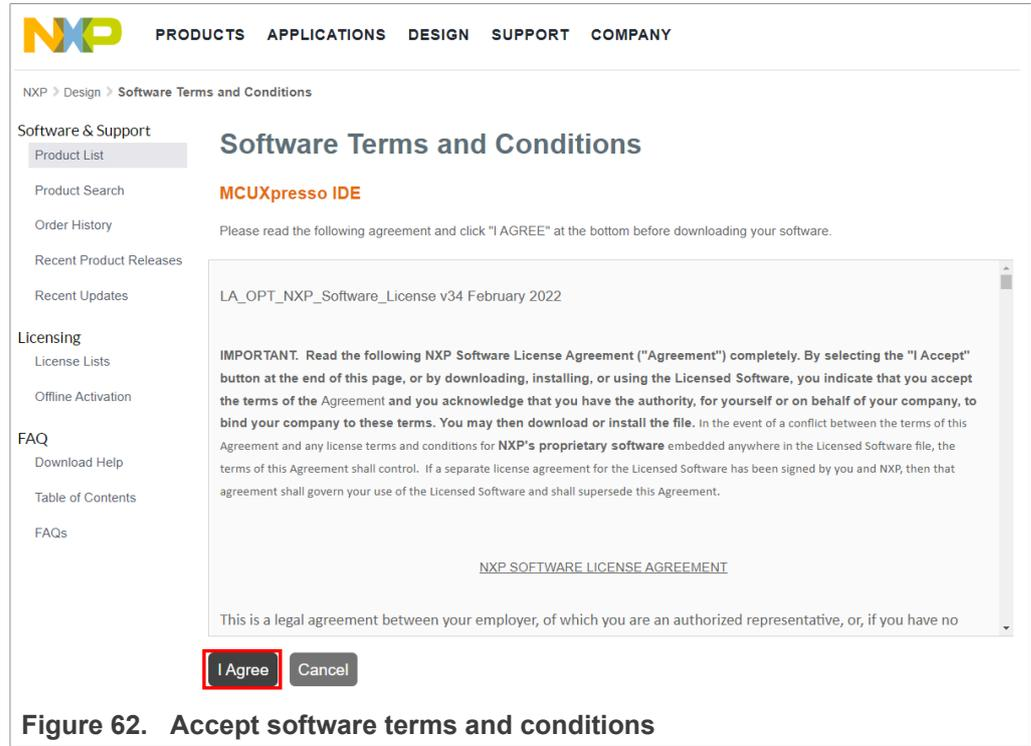 NXP
PRODUCTS APPLICATIONS DESIGN SUPPORT COMPANY
NXP > Design > Software Terms and Conditions
Software & Support
Product List
Product Search
Order History
Recent Product Releases
Recent Updates
Licensing
License Lists
Offline Activation
FAQ
Download Help
Table of Contents
FAQs
Software Terms and Conditions
MCUXpresso IDE
Please read the following agreement and click "I AGREE" at the bottom before downloading your software.
LA_OPT_NXP_Software_License v34 February 2022
IMPORTANT. Read the following NXP Software License Agreement ("Agreement") completely. By selecting the "I Accept"
button at the end of this page, or by downloading, installing, or using the Licensed Software, you indicate that you accept
the terms of the Agreement and you acknowledge that you have the authority, for yourself or on behalf of your company, to
bind your company to these terms. You may then download or install the file. In the event of a conflict between the terms of this
Agreement and any license terms and conditions for NXP's proprietary software embedded anywhere in the Licensed Software file, the
terms of this Agreement shall control. If a separate license agreement for the Licensed Software has been signed by you and NXP, then that
agreement shall govern your use of the Licensed Software and shall supersede this Agreement.
NXP SOFTWARE LICENSE AGREEMENT
This is a legal agreement between your employer, of which you are an authorized representative, or, if you have no
I Agree Cancel
Figure 62. Accept software terms and conditions